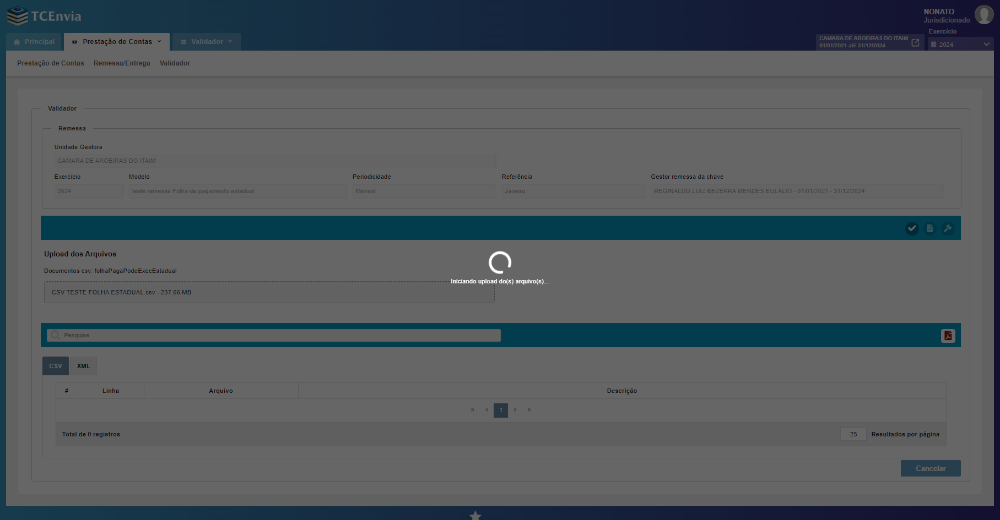 TCEnvia
NONATO
Jurisdicionado
Principal
Prestação de Contas
Validador
CAMARA DE AROEIRAS DO ITAIM
01/01/2021 até 31/12/2024
Exercício
2024
Prestação de Contas
Remessa/Entrega
Validador
Validador
Remessa
Unidade Gestora
CAMARA DE AROEIRAS DO ITAIM
Exercício
Modelo
Periodicidade
Referência
Gestor remessa da chave
2024
teste remessa Folha de pagamento estadual
Mensal
Janeiro
REGINALDO LUIZ BEZERRA MENDES EULÁLIO - 01/01/2021 - 31/12/2024
Upload dos Arquivos
Documentos csv: folhaPagaPodeExecEstadual
Iniciando upload do(s) arquivo(s)...
CSV TESTE FOLHA ESTADUAL.csv - 237.66 MB
Pesquise
CSV
XML
#
Linha
Arquivo
Descrição
1
Total de 0 registros
25
Resultados por página
Cancelar